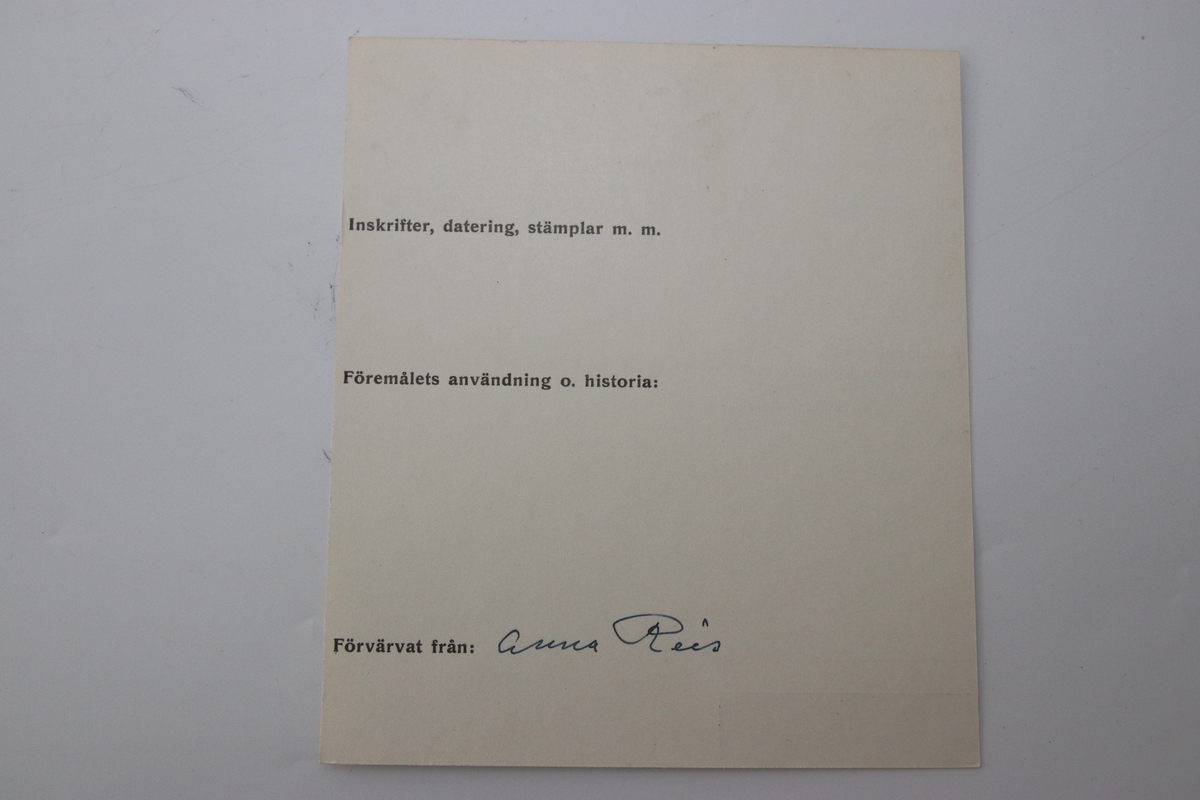 Inskrifter, datering, stämplar m. m.
Föremålets användning o. historia:
Förvärvat från: Anna Reis